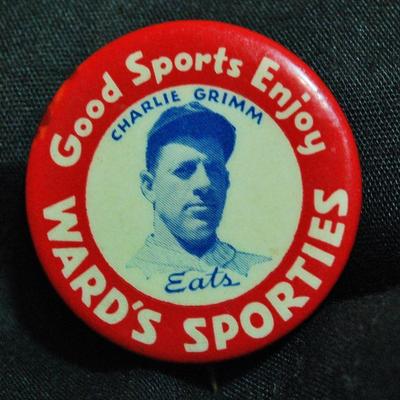 Good Sports Enjoy
CHARLIE GRIMM
Eats
WARD'S SPORTIES